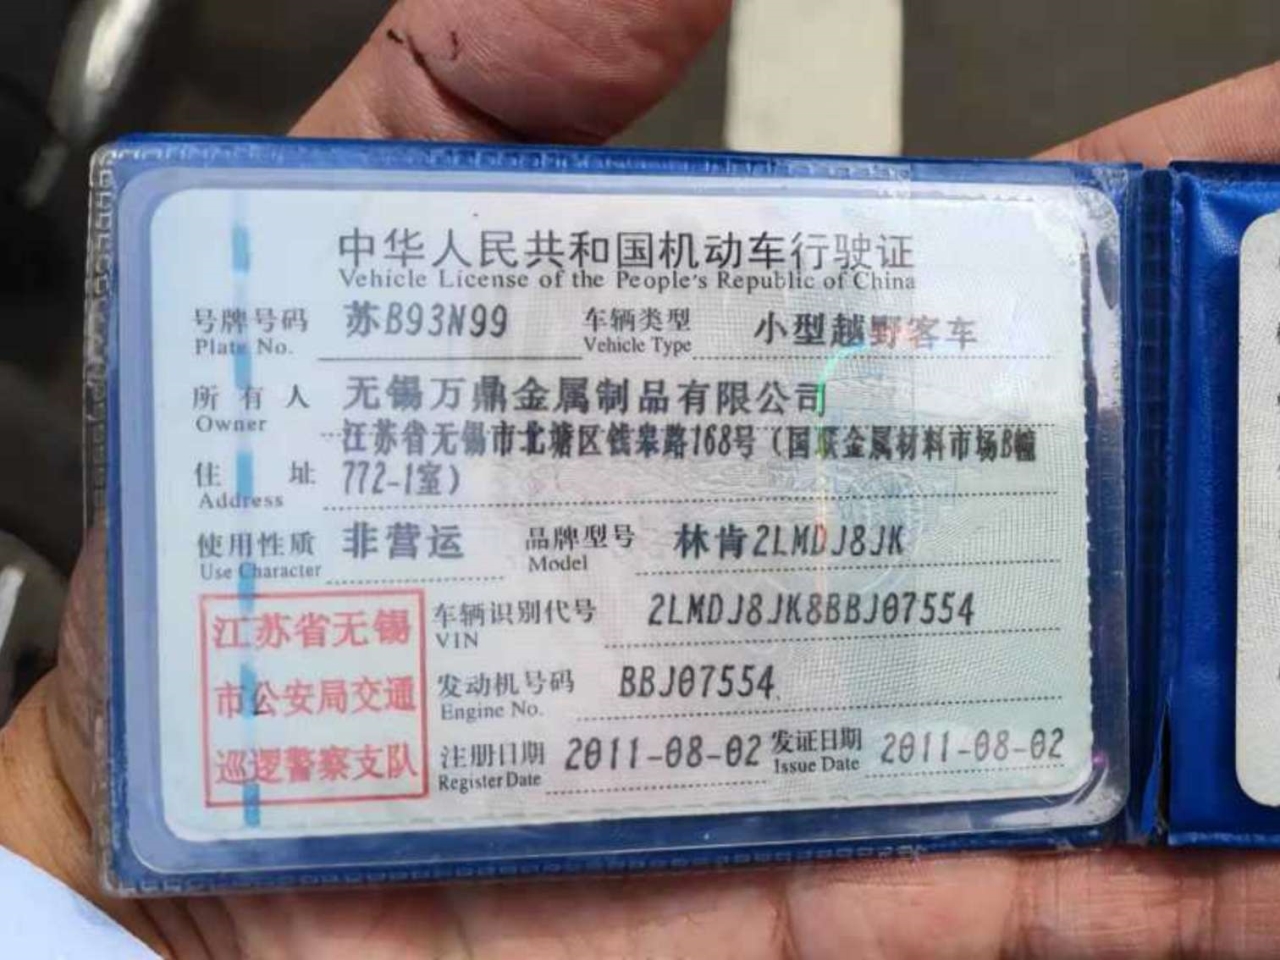 中华人民共和国机动车行驶证
Vehicle License of the People's Republic of China
号牌号码 苏B93N99 车辆类型 小型越野客车
Plate No. Vehicle Type
所有人 无锡万鼎金属制品有限公司
Owner
江苏省无锡市北塘区钱皋路168号（国联金属材料市场B幢
住址 772-1室）
Address
使用性质 非营运 品牌型号 林肯2LMDJ8JK
Use Character Model
江苏省无锡
市公安局交通
巡逻警察支队
车辆识别代号 2LMDJ8JK8BBJ07554
VIN
发动机号码 BBJ07554
Engine No.
注册日期 2011-08-02 发证日期 2011-08-02
Register Date Issue Date